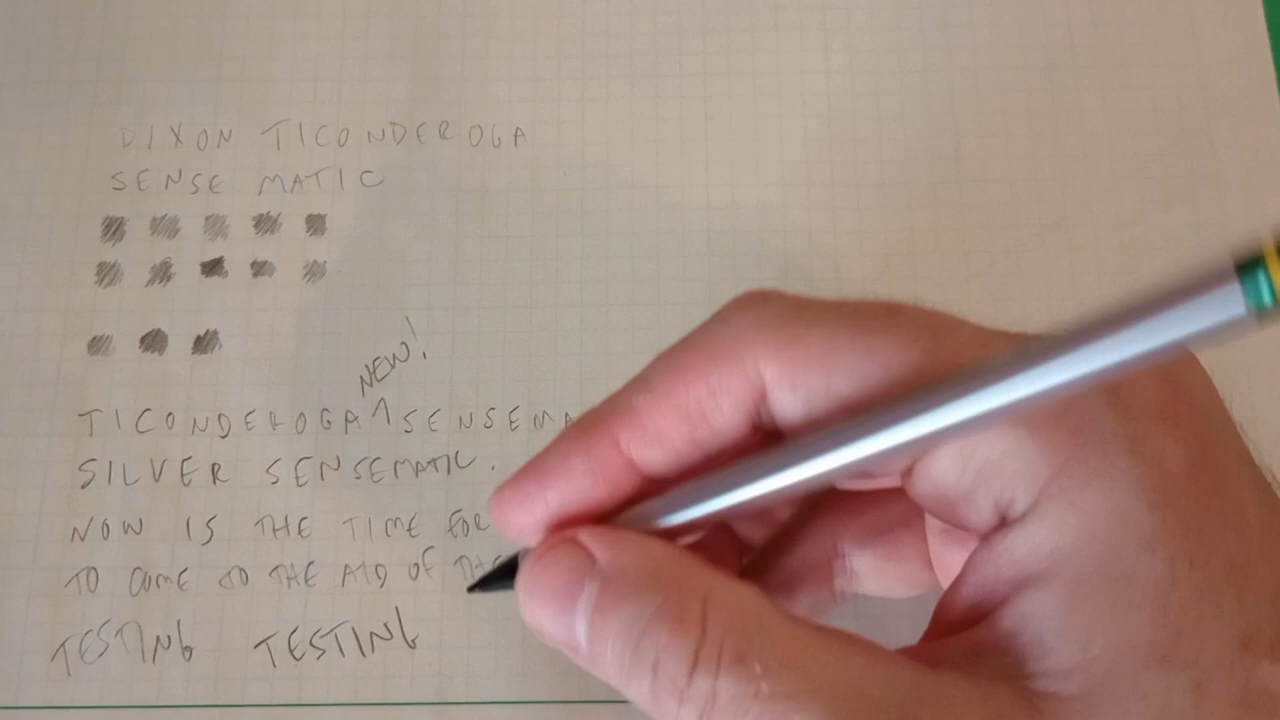 DIXON TICONDEROGA
SENSE MATIC
NEW!
TICONDEROGA ^ SENSEMA
SILVER SENSEMATIC.
NOW IS THE TIME FOR
TO COME TO THE AID OF THE
TESTING TESTING